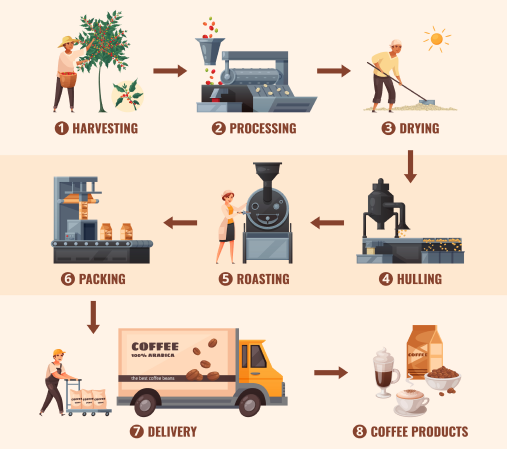 1 HARVESTING
2 PROCESSING
3 DRYING
6 PACKING
5 ROASTING
4 HULLING
COFFEE
100% ARABICA
the best coffee beans
COFFEE
7 DELIVERY
8 COFFEE PRODUCTS